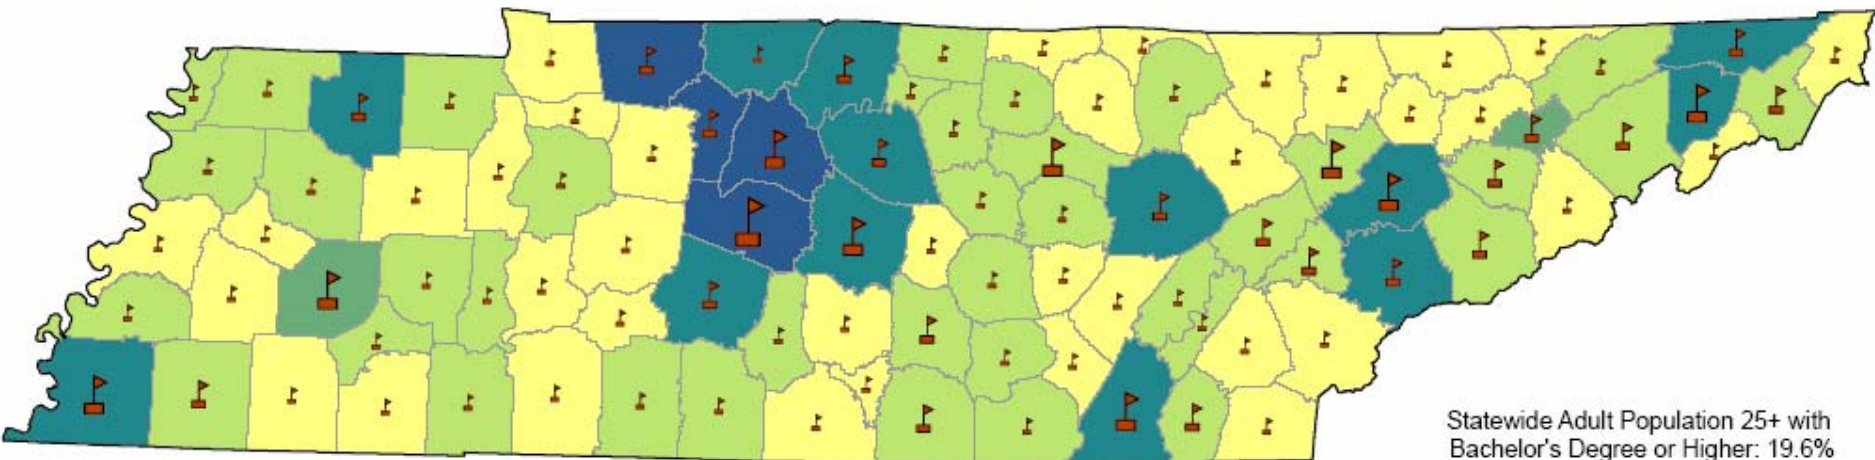 Statewide Adult Population 25+ with
Bachelor's Degree or Higher: 19.6%